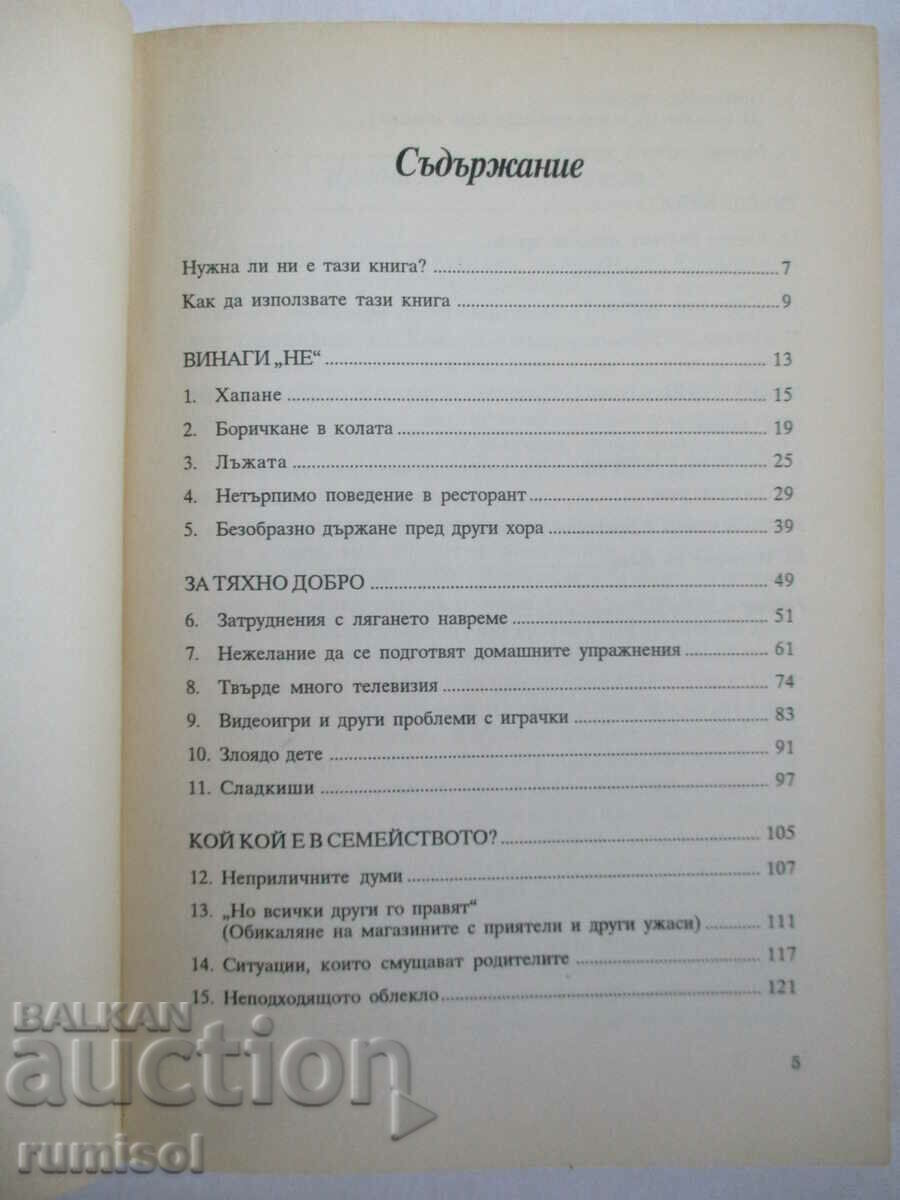 Съдържание
Нужна ли ни е тази книга? 7
Как да използвате тази книга 9
ВИНАГИ „НЕ“ 13
1. Хапане 15
2. Боричкане в колата 19
3. Лъжата 25
4. Нетърпимо поведение в ресторант 29
5. Безобразно държане пред други хора 39
ЗА ТЯХНО ДОБРО 49
6. Затруднения с лягането навреме 51
7. Нежелание да се подготвят домашните упражнения 61
8. Твърде много телевизия 74
9. Видеоигри и други проблеми с играчки 83
10. Злоядо дете 91
11. Сладкиши 97
КОЙ КОЙ Е В СЕМЕЙСТВОТО? 105
12. Неприличните думи 107
13. „Но всички други го правят“
(Обикаляне на магазините с приятели и други ужаси) 111
14. Ситуации, които смущават родителите 117
15. Неподходящото облекло 121
5
BALKAN
auction
rumisol